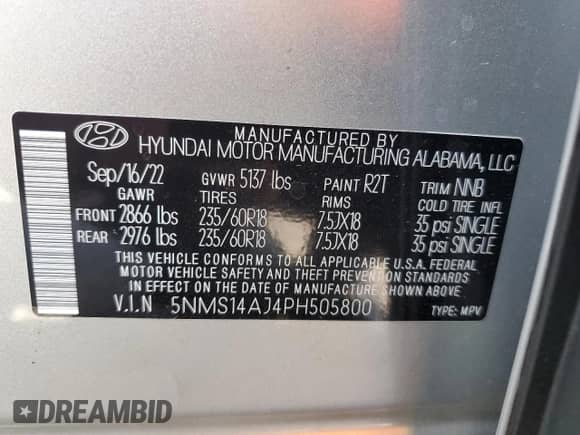 MANUFACTURED BY
HYUNDAI MOTOR MANUFACTURING ALABAMA, LLC
Sep/16/22 GVWR 5137 lbs PAINT R2T TRIM NNB
GAWR TIRES RIMS COLD TIRE INFL
FRONT 2866 lbs 235/60R18 7.5JX18 35 psi SINGLE
REAR 2976 lbs 235/60R18 7.5JX18 35 psi SINGLE
THIS VEHICLE CONFORMS TO ALL APPLICABLE U.S.A. FEDERAL
MOTOR VEHICLE SAFETY AND THEFT PREVENTION STANDARDS
IN EFFECT ON THE DATE OF MANUFACTURE SHOWN ABOVE
V.I.N 5NMS14AJ4PH505800 TYPE: MPV
DREAMBID